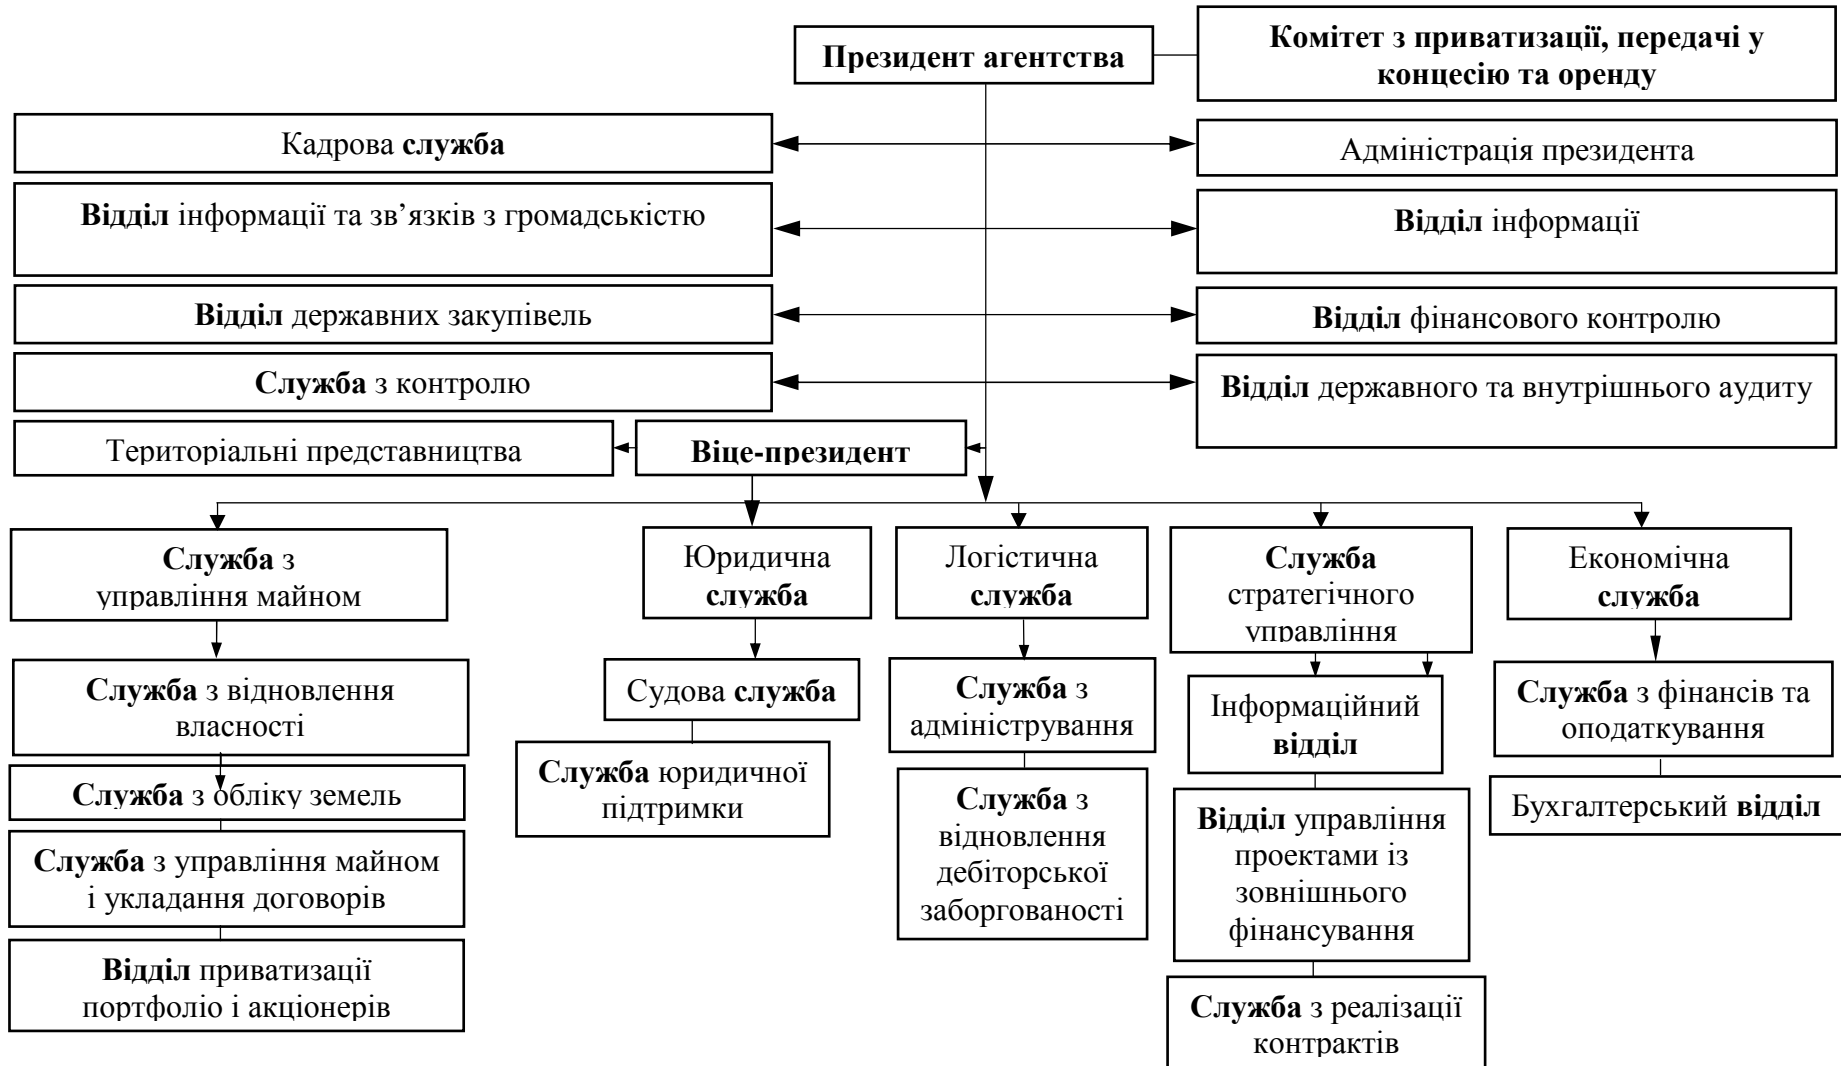 Президент агентства
Комітет з приватизації, передачі у
концесію та оренду
Кадрова служба
Адміністрація президента
Відділ інформації та зв’язків з громадськістю
Відділ інформації
Відділ державних закупівель
Відділ фінансового контролю
Служба з контролю
Відділ державного та внутрішнього аудиту
Територіальні представництва
Віце-президент
Служба з
управління майном
Юридична
служба
Логістична
служба
Служба
стратегічного
управління
Економічна
служба
Служба з відновлення
власності
Судова служба
Служба з
адміністрування
Інформаційний
відділ
Служба з фінансів та
оподаткування
Служба з обліку земель
Служба юридичної
підтримки
Служба з
відновлення
дебіторської
заборгованості
Відділ управління
проектами із
зовнішнього
фінансування
Бухгалтерський відділ
Служба з управління майном
і укладання договорів
Відділ приватизації
портфоліо і акціонерів
Служба з реалізації
контрактів